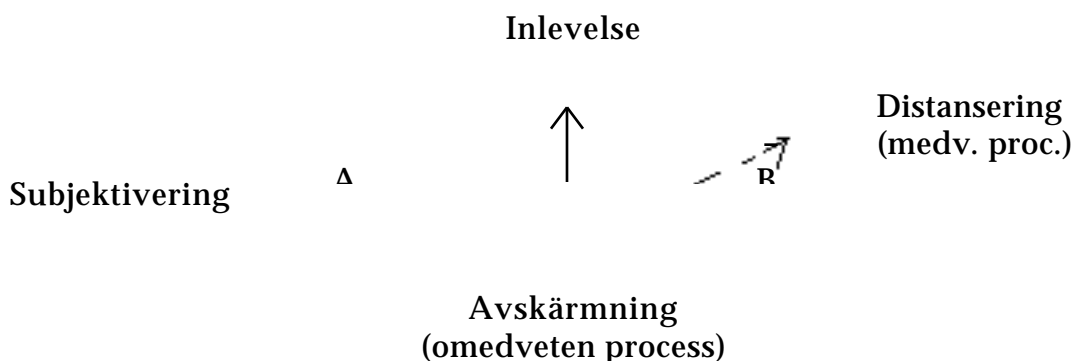 Inlevelse
Distansering
(medv. proc.)
Subjektivering
Avskärmning
(omedveten process)